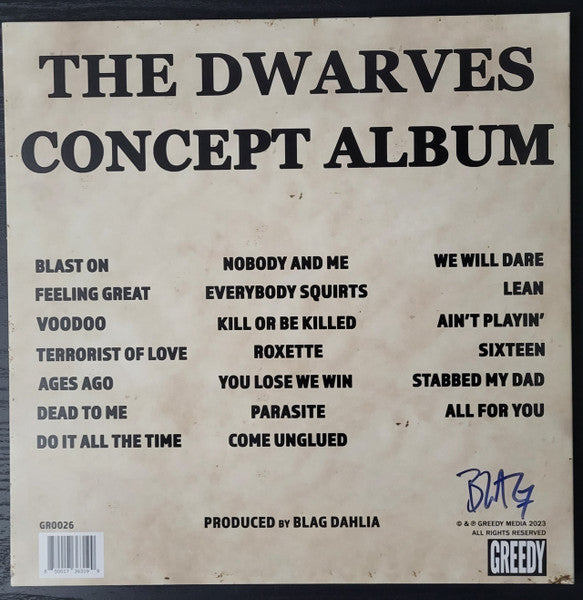 THE DWARVES
CONCEPT ALBUM
BLAST ON
FEELING GREAT
VOODOO
TERRORIST OF LOVE
AGES AGO
DEAD TO ME
DO IT ALL THE TIME
NOBODY AND ME
EVERYBODY SQUIRTS
KILL OR BE KILLED
ROXETTE
YOU LOSE WE WIN
PARASITE
COME UNGLUED
WE WILL DARE
LEAN
AIN'T PLAYIN'
SIXTEEN
STABBED MY DAD
ALL FOR YOU
BLAG
GR0026
PRODUCED BY BLAG DAHLIA
© & ℗ GREEDY MEDIA 2023
ALL RIGHTS RESERVED
GREEDY